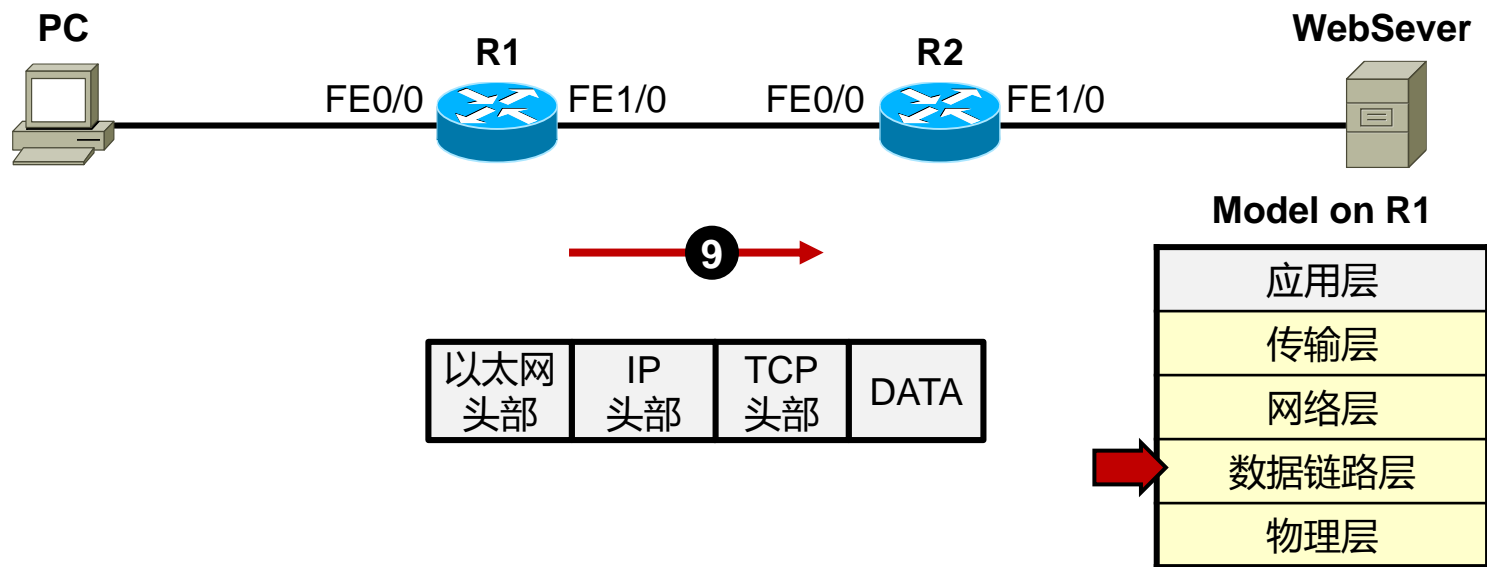 PC
R1
R2
WebSever
FE0/0
FE1/0
FE0/0
FE1/0
9
Model on R1
以太网
头部
IP
头部
TCP
头部
DATA
应用层
传输层
网络层
数据链路层
物理层